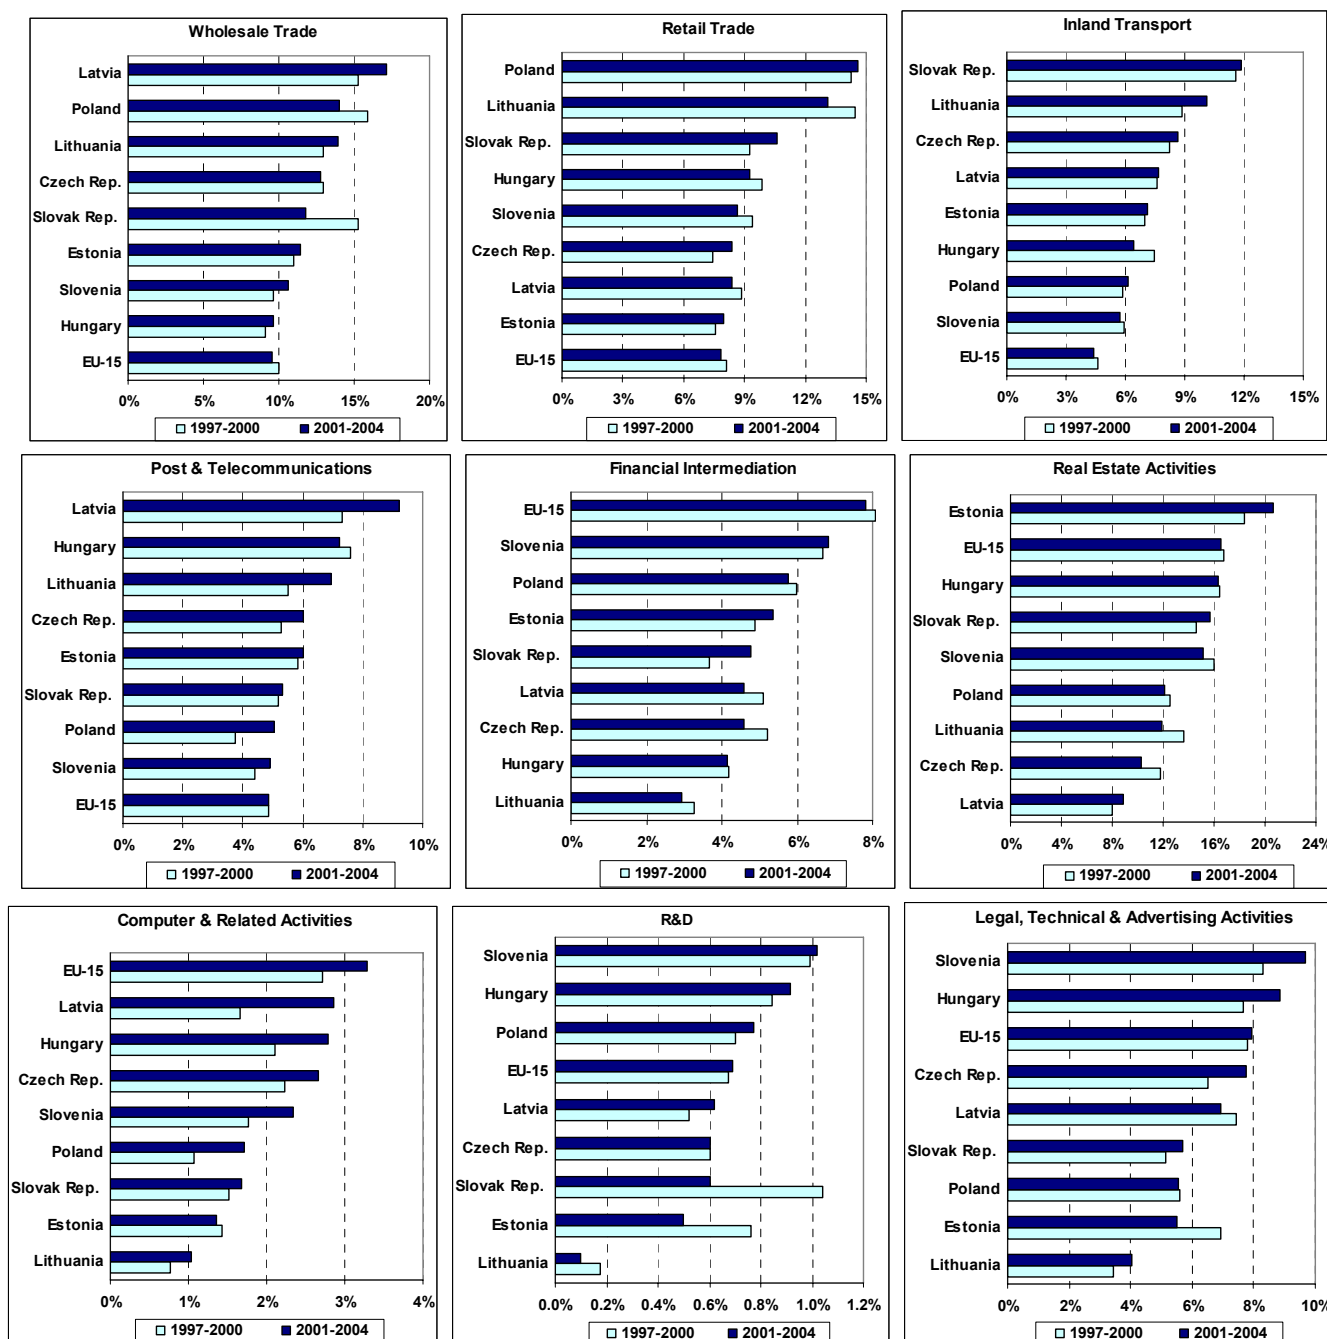 Wholesale Trade
Latvia
Poland
Lithuania
Czech Rep.
Slovak Rep.
Estonia
Slovenia
Hungary
EU-15
0% 5% 10% 15% 20%
1997-2000 2001-2004
Retail Trade
Poland
Lithuania
Slovak Rep.
Hungary
Slovenia
Czech Rep.
Latvia
Estonia
EU-15
0% 3% 6% 9% 12% 15%
1997-2000 2001-2004
Inland Transport
Slovak Rep.
Lithuania
Czech Rep.
Latvia
Estonia
Hungary
Poland
Slovenia
EU-15
0% 3% 6% 9% 12% 15%
1997-2000 2001-2004
Post & Telecommunications
Latvia
Hungary
Lithuania
Czech Rep.
Estonia
Slovak Rep.
Poland
Slovenia
EU-15
0% 2% 4% 6% 8% 10%
1997-2000 2001-2004
Financial Intermediation
EU-15
Slovenia
Poland
Estonia
Slovak Rep.
Latvia
Czech Rep.
Hungary
Lithuania
0% 2% 4% 6% 8%
1997-2000 2001-2004
Real Estate Activities
Estonia
EU-15
Hungary
Slovak Rep.
Slovenia
Poland
Lithuania
Czech Rep.
Latvia
0% 4% 8% 12% 16% 20% 24%
1997-2000 2001-2004
Computer & Related Activities
EU-15
Latvia
Hungary
Czech Rep.
Slovenia
Poland
Slovak Rep.
Estonia
Lithuania
0% 1% 2% 3% 4%
1997-2000 2001-2004
R&D
Slovenia
Hungary
Poland
EU-15
Latvia
Czech Rep.
Slovak Rep.
Estonia
Lithuania
0.0% 0.2% 0.4% 0.6% 0.8% 1.0% 1.2%
1997-2000 2001-2004
Legal, Technical & Advertising Activities
Slovenia
Hungary
EU-15
Czech Rep.
Latvia
Slovak Rep.
Poland
Estonia
Lithuania
0% 2% 4% 6% 8% 10%
1997-2000 2001-2004